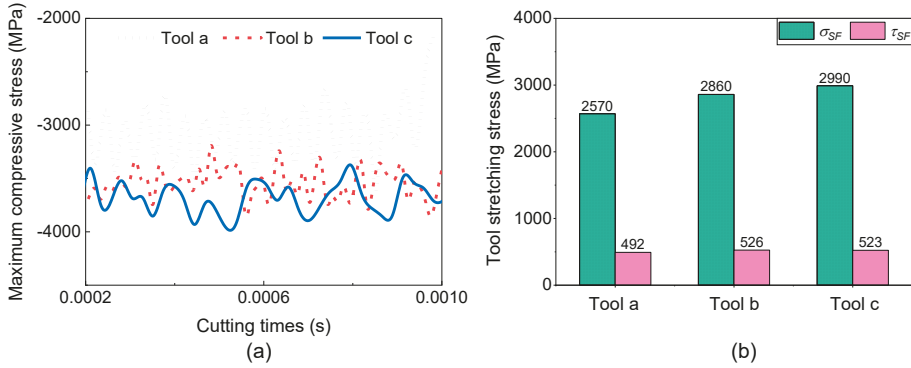 -2000
-3000
-4000
Maximum compressive stress (MPa)
Tool a
Tool b
Tool c
0.0002
0.0006
0.0010
Cutting times (s)
(a)
4000
3000
2000
1000
0
Tool stretching stress (MPa)
σSF
τSF
2570
492
2860
526
2990
523
Tool a
Tool b
Tool c
(b)